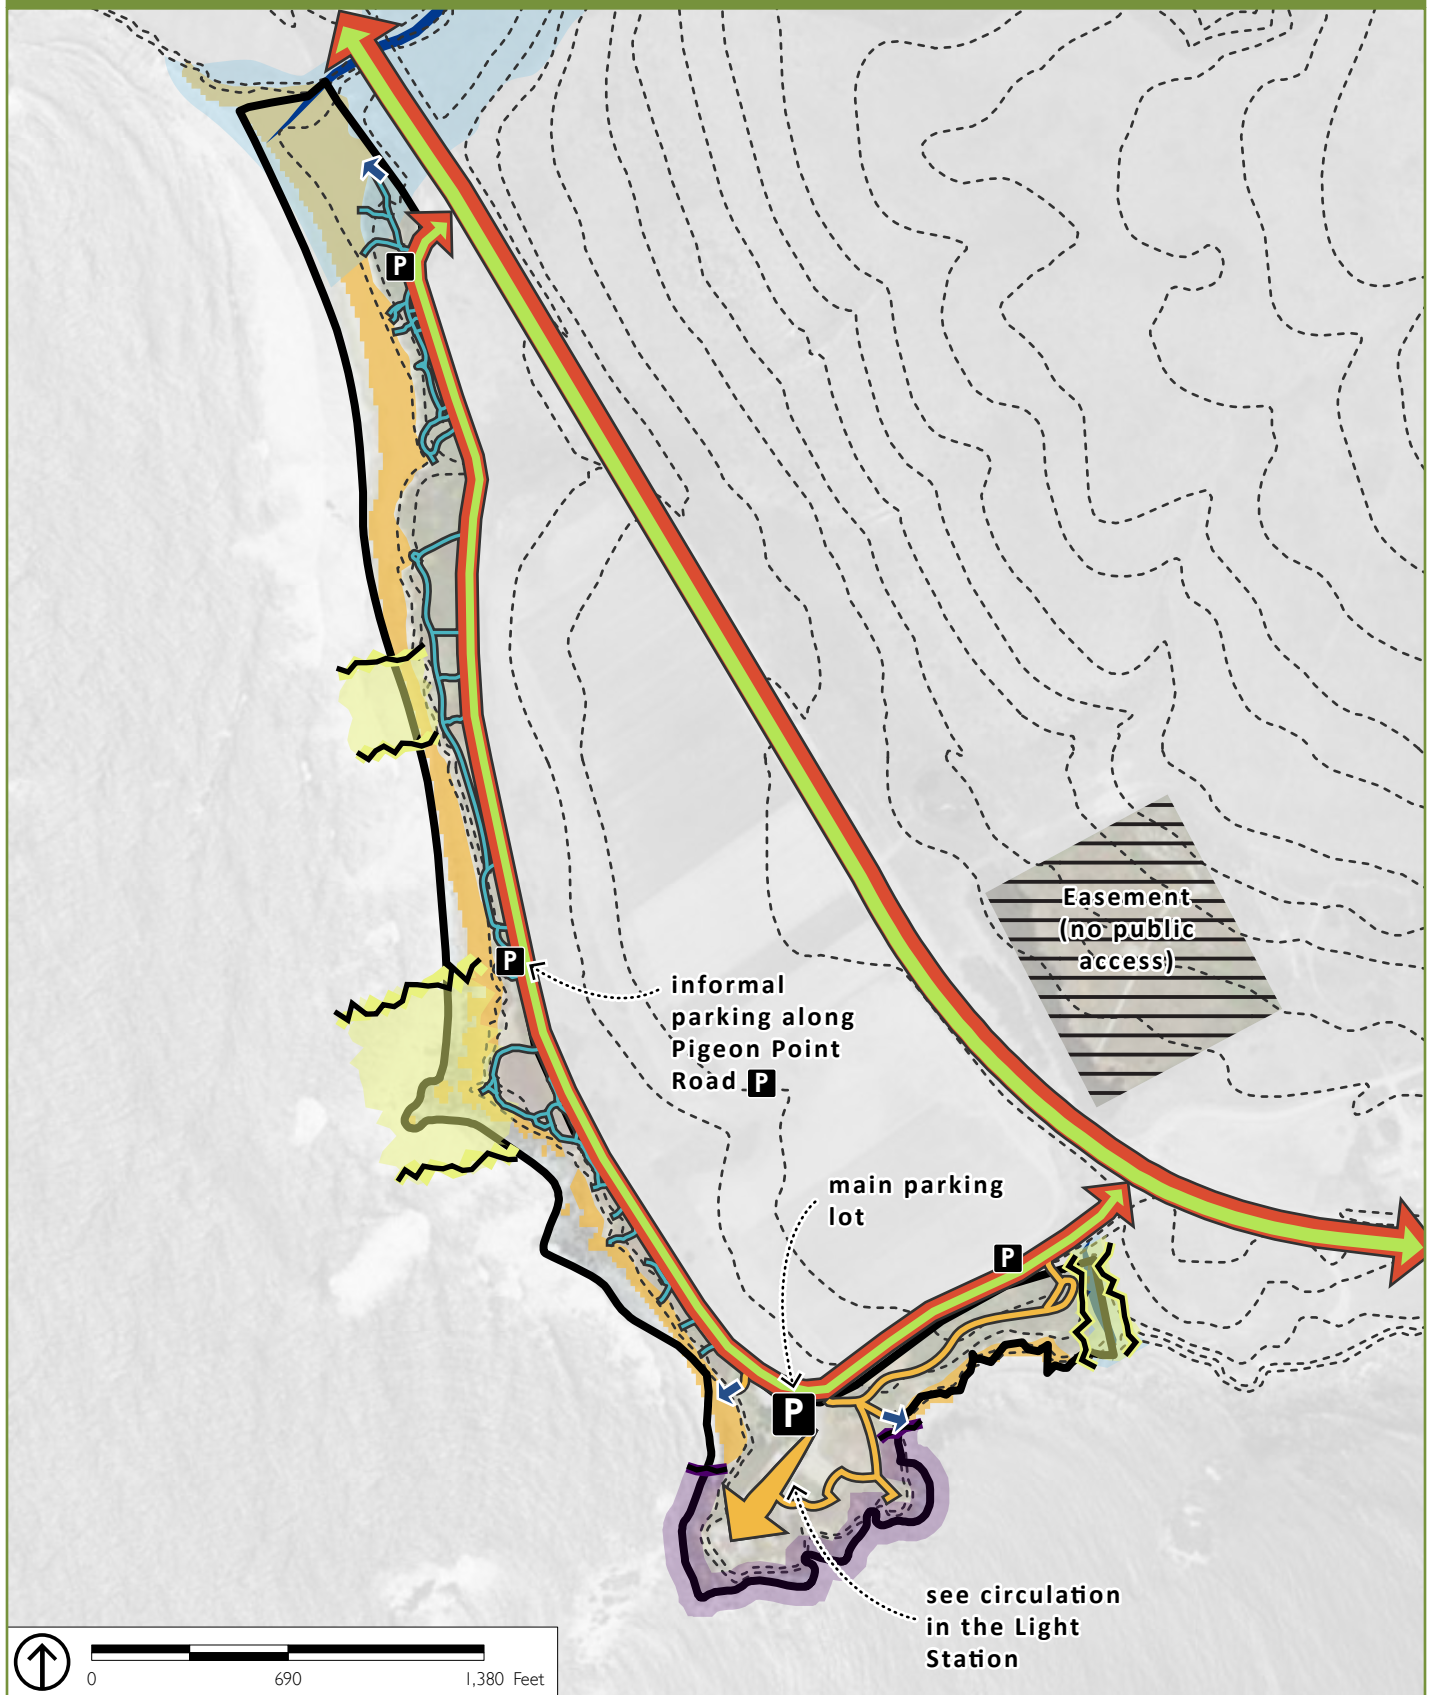 P
Easement
(no public
access)
P
informal
parking along
Pigeon Point
Road P
main parking
lot
P
P
see circulation
in the Light
Station
0 690 1,380 Feet